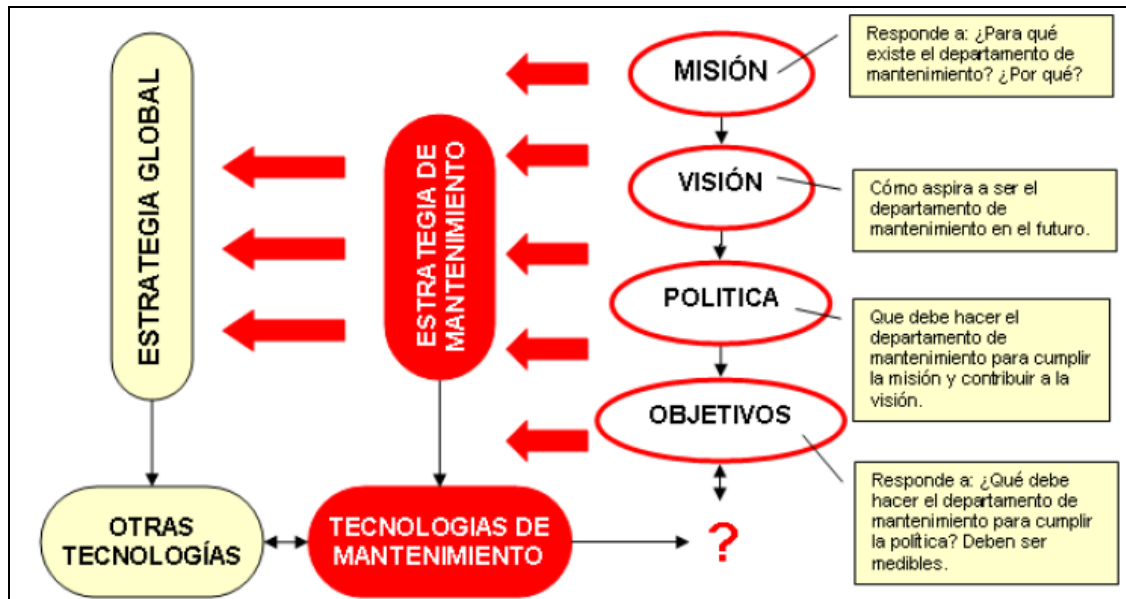 ESTRATEGIA GLOBAL
ESTRATEGIA DE
MANTENIMIENTO
MISIÓN
Responde a: ¿Para qué
existe el departamento de
mantenimiento? ¿Por qué?
VISIÓN
Cómo aspira a ser el
departamento de
mantenimiento en el futuro.
POLITICA
Que debe hacer el
departamento de
mantenimiento para cumplir
la misión y contribuir a la
visión.
OBJETIVOS
Responde a: ¿Qué debe
hacer el departamento de
mantenimiento para cumplir
la política? Deben ser
medibles.
OTRAS
TECNOLOGÍAS
TECNOLOGIAS DE
MANTENIMIENTO
?